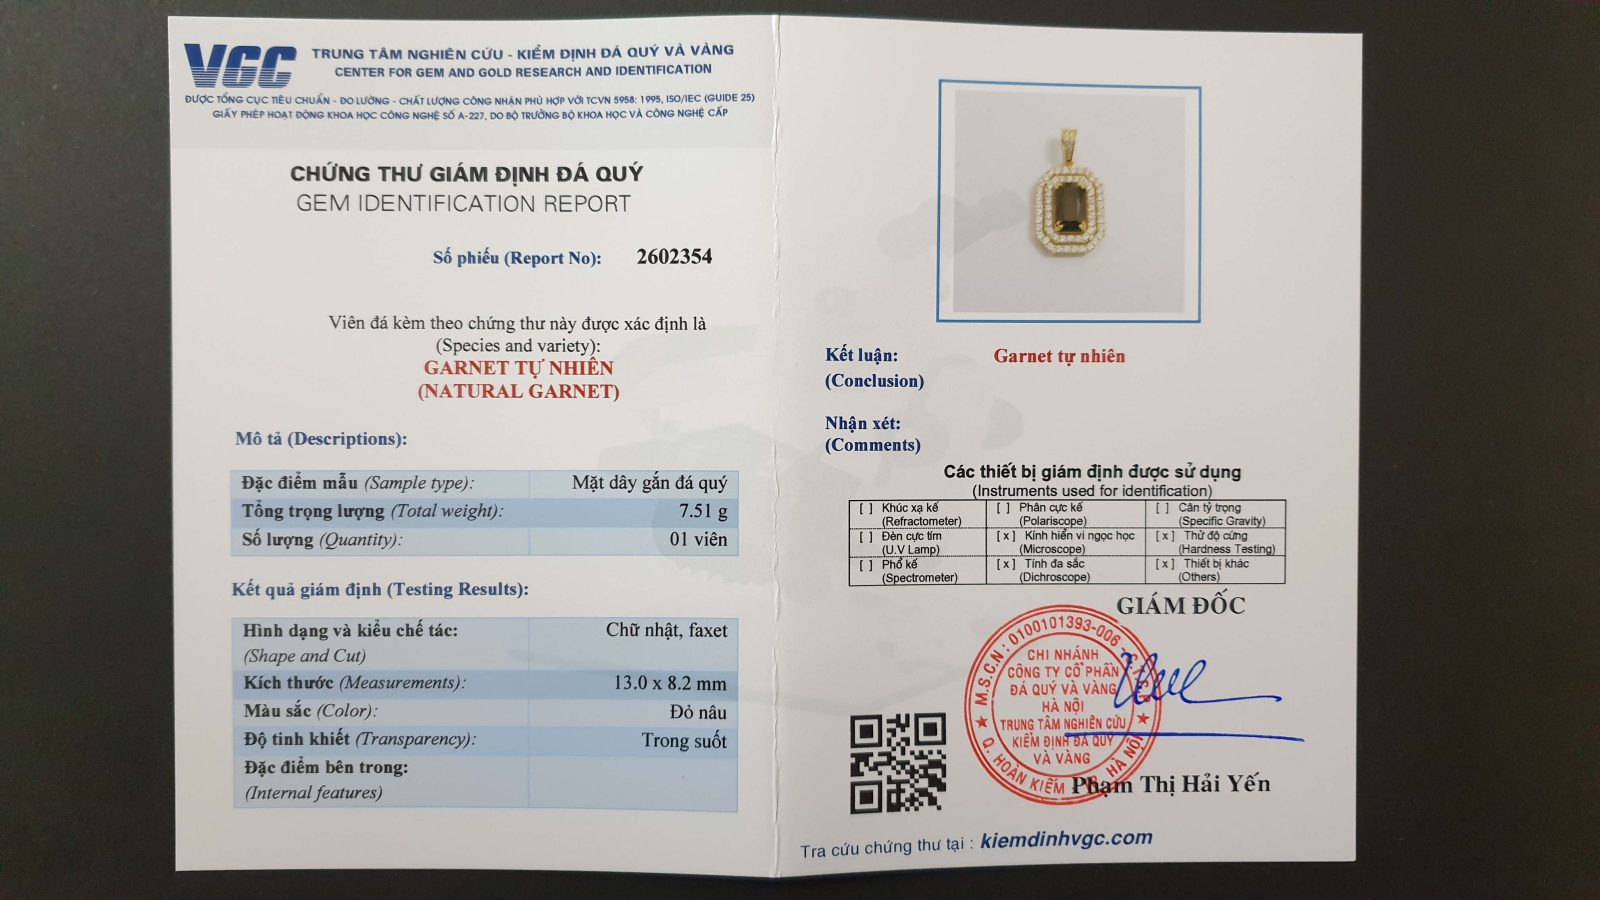 VGC
TRUNG TÂM NGHIÊN CỨU - KIỂM ĐỊNH ĐÁ QUÝ VÀ VÀNG
CENTER FOR GEM AND GOLD RESEARCH AND IDENTIFICATION
ĐƯỢC TỔNG CỤC TIÊU CHUẨN - ĐO LƯỜNG - CHẤT LƯỢNG CÔNG NHẬN PHÙ HỢP VỚI TCVN 5958: 1995, ISO/IEC (GUIDE 25)
GIẤY PHÉP HOẠT ĐỘNG KHOA HỌC CÔNG NGHỆ SỐ A-227, DO BỘ TRƯỞNG BỘ KHOA HỌC VÀ CÔNG NGHỆ CẤP
CHỨNG THƯ GIÁM ĐỊNH ĐÁ QUÝ
GEM IDENTIFICATION REPORT
Số phiếu (Report No): 2602354
Viên đá kèm theo chứng thư này được xác định là
(Species and variety):
GARNET TỰ NHIÊN
(NATURAL GARNET)
Mô tả (Descriptions):
Đặc điểm mẫu (Sample type): Mặt dây gắn đá quý
Tổng trọng lượng (Total weight): 7.51 g
Số lượng (Quantity): 01 viên
Kết quả giám định (Testing Results):
Hình dạng và kiểu chế tác: Chữ nhật, faxet
(Shape and Cut)
Kích thước (Measurements): 13.0 x 8.2 mm
Màu sắc (Color): Đỏ nâu
Độ tinh khiết (Transparency): Trong suốt
Đặc điểm bên trong:
(Internal features)
Kết luận: Garnet tự nhiên
(Conclusion)
Nhận xét:
(Comments)
Các thiết bị giám định được sử dụng
(Instruments used for identification)
[ ] Khúc xạ kế [ ] Phân cực kế [ ] Cân tỷ trọng
(Refractometer) (Polariscope) (Specific Gravity)
[ ] Đèn cực tím [x] Kính hiển vi ngọc học [x] Thử độ cứng
(U.V Lamp) (Microscope) (Hardness Testing)
[ ] Phổ kế [x] Tính đa sắc [x] Thiết bị khác
(Spectrometer) (Dichroscope) (Others)
GIÁM ĐỐC
M.S.C.N: 0100101393-006
CHI NHÁNH
CÔNG TY CỔ PHẦN
ĐÁ QUÝ VÀ VÀNG
HÀ NỘI
TRUNG TÂM NGHIÊN CỨU
KIỂM ĐỊNH ĐÁ QUÝ
VÀ VÀNG
Q. HOÀN KIẾM - TP. HÀ NỘI
Phạm Thị Hải Yến
Tra cứu chứng thư tại : kiemdinhvgc.com